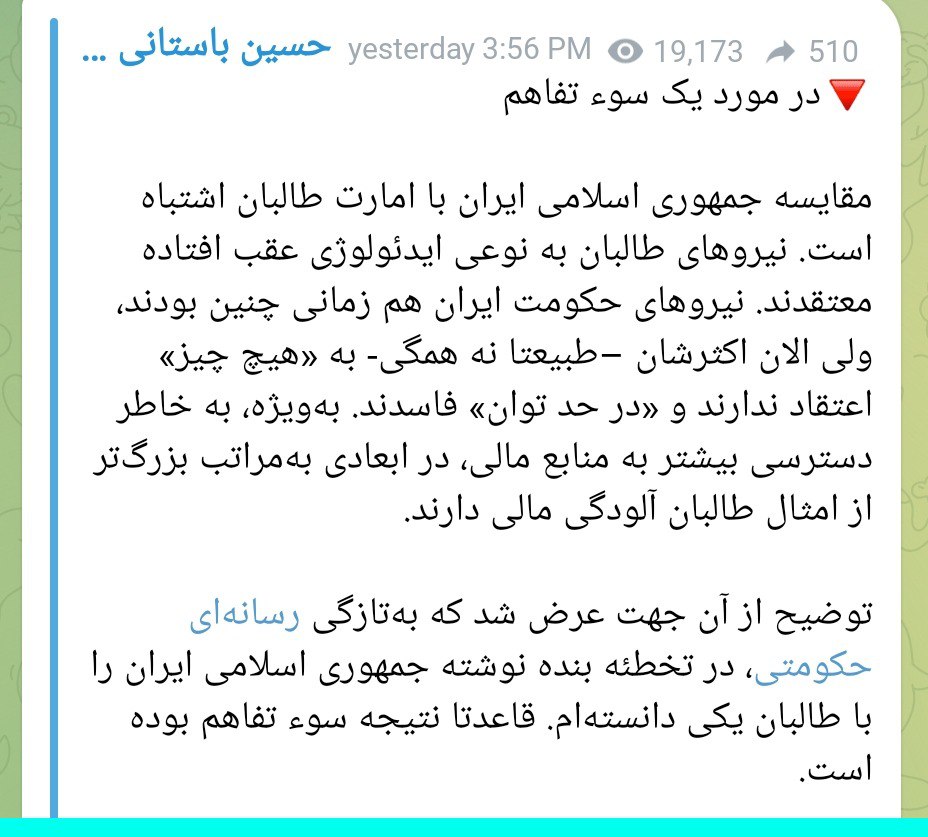 حسین باستانی ... yesterday 3:56 PM 19,173 510
در مورد یک سوء تفاهم
مقایسه جمهوری اسلامی ایران با امارت طالبان اشتباه
است. نیروهای طالبان به نوعی ایدئولوژی عقب افتاده
معتقدند. نیروهای حکومت ایران هم زمانی چنین بودند،
ولی الان اکثرشان –طبیعتا نه همگی- به «هیچ چیز»
اعتقاد ندارند و «در حد توان» فاسدند. به‌ویژه، به خاطر
دسترسی بیشتر به منابع مالی، در ابعادی به‌مراتب بزرگ‌تر
از امثال طالبان آلودگی مالی دارند.
توضیح از آن جهت عرض شد که به‌تازگی رسانه‌ای
حکومتی، در تخطئه بنده نوشته جمهوری اسلامی ایران را
با طالبان یکی دانسته‌ام. قاعدتا نتیجه سوء تفاهم بوده
است.